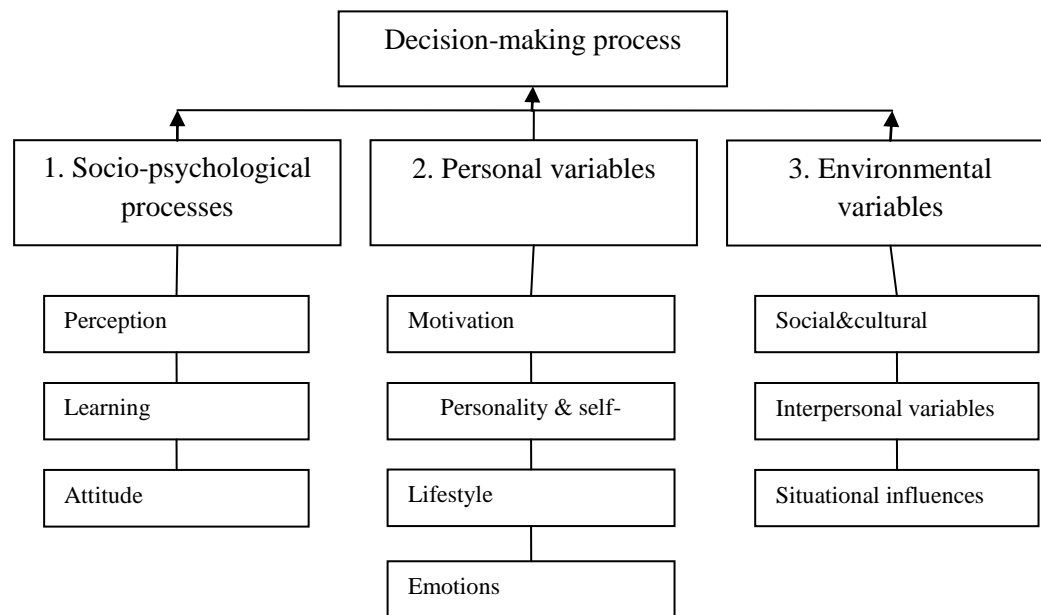 Decision-making process
1. Socio-psychological
processes
2. Personal variables
3. Environmental
variables
Perception
Learning
Attitude
Motivation
Personality & self-
Lifestyle
Emotions
Social&cultural
Interpersonal variables
Situational influences